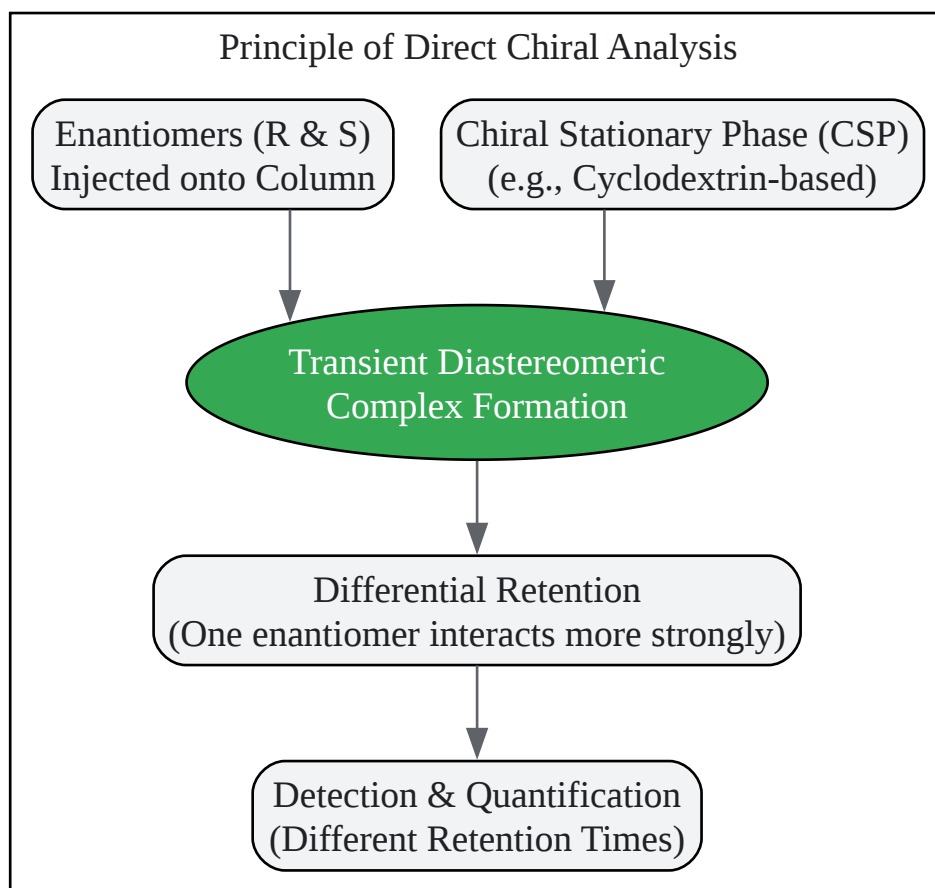 Principle of Direct Chiral Analysis
Enantiomers (R & S)
Injected onto Column
Chiral Stationary Phase (CSP)
(e.g., Cyclodextrin-based)
Transient Diastereomeric
Complex Formation
Differential Retention
(One enantiomer interacts more strongly)
Detection & Quantification
(Different Retention Times)